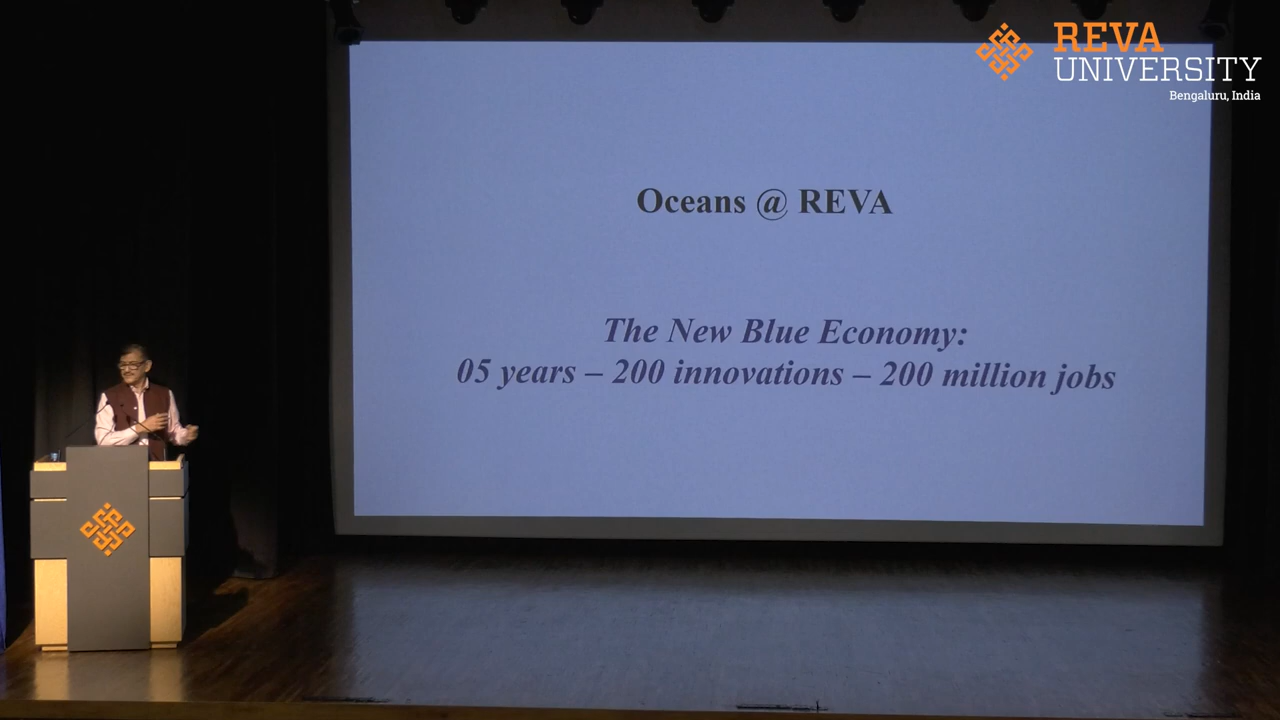 REVA
UNIVERSITY
Bengaluru, India
Oceans @ REVA
The New Blue Economy:
05 years – 200 innovations – 200 million jobs